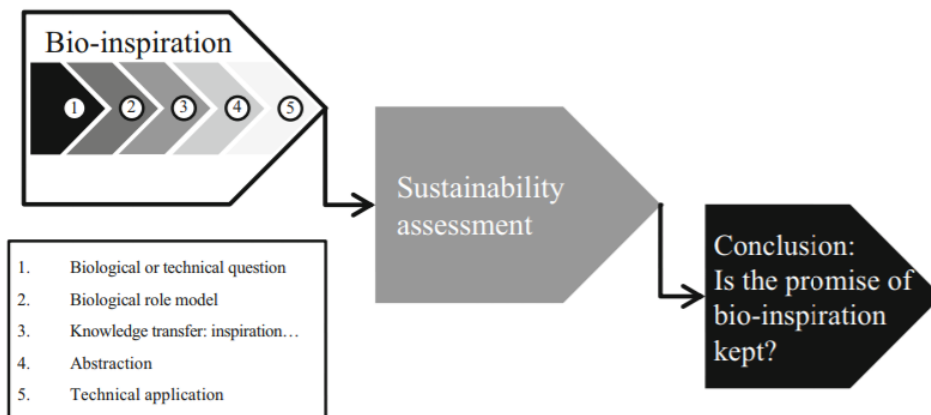 Bio-inspiration
1 2 3 4 5
Sustainability
assessment
Conclusion:
Is the promise of
bio-inspiration
kept?
1. Biological or technical question
2. Biological role model
3. Knowledge transfer: inspiration…
4. Abstraction
5. Technical application